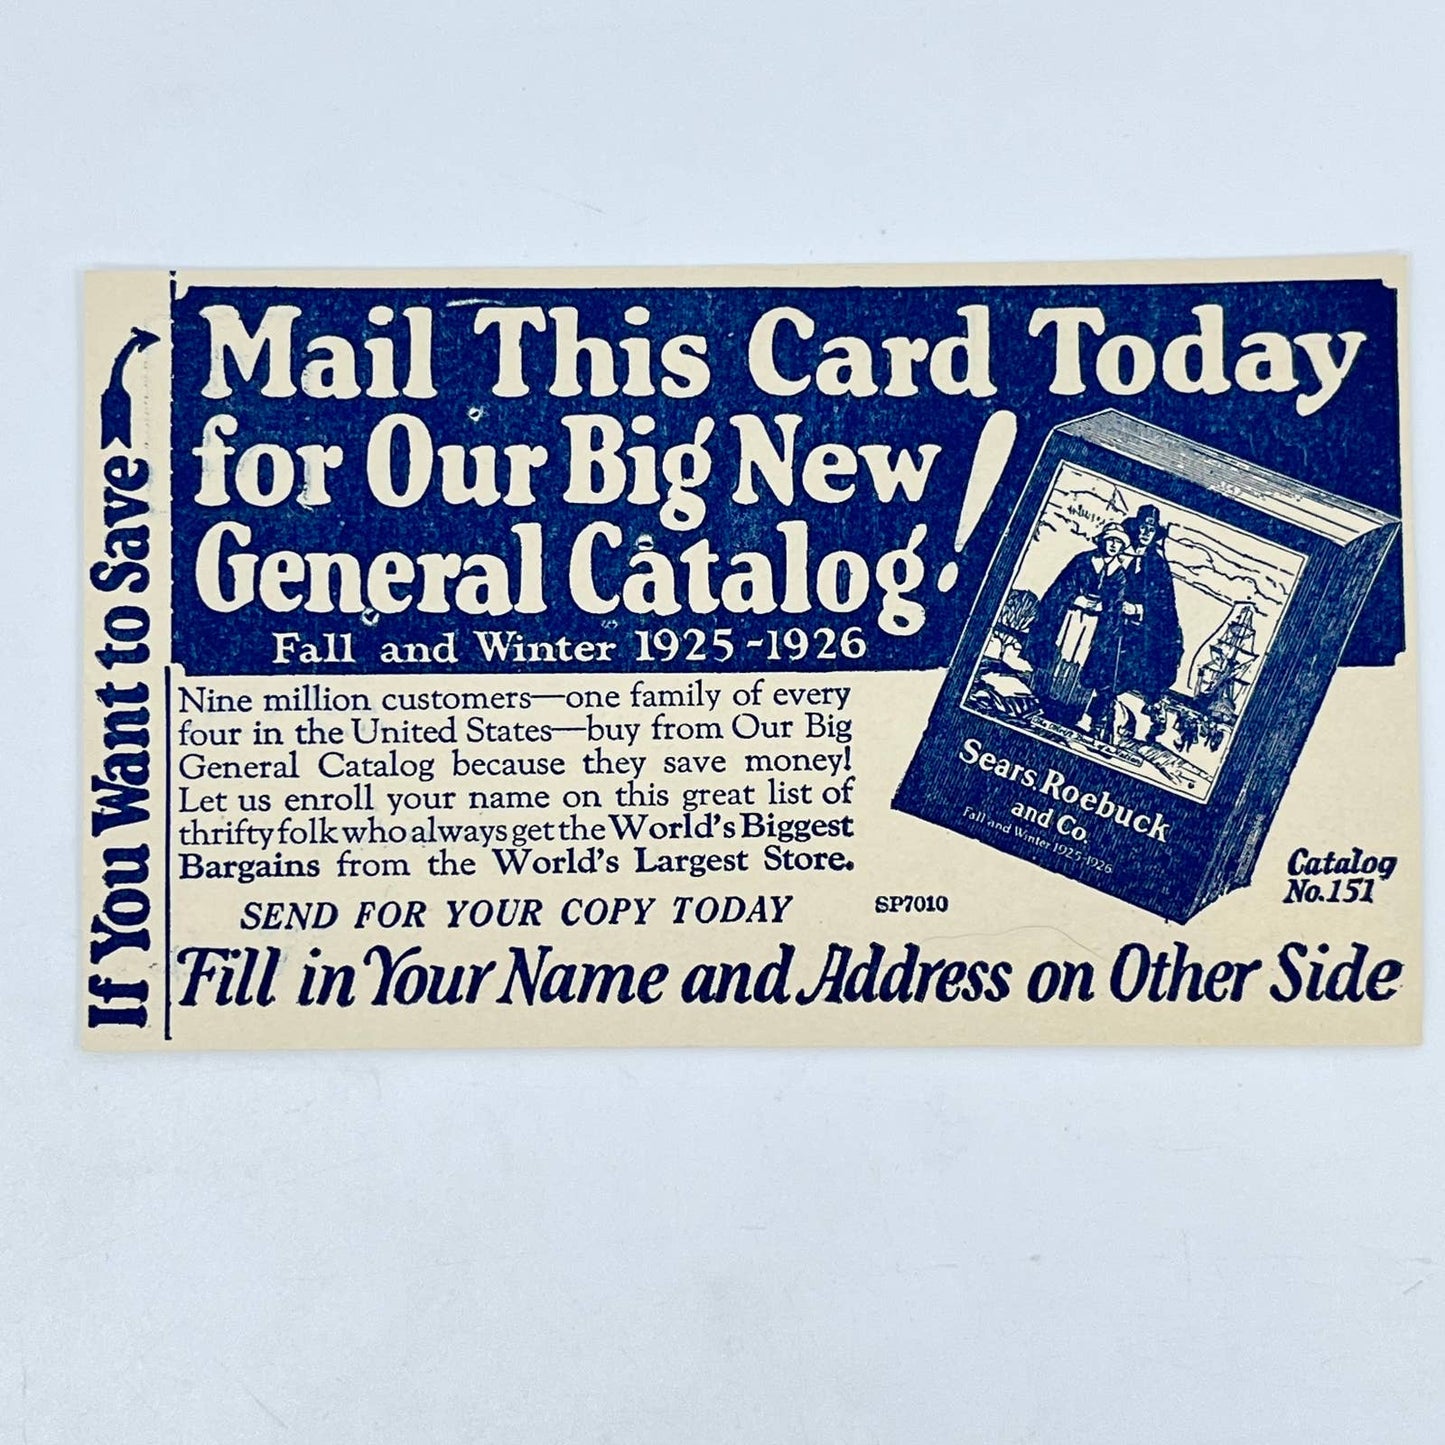 If You Want to Save
Mail This Card Today
for Our Big New
General Catalog!
Fall and Winter 1925-1926
Nine million customers—one family of every
four in the United States—buy from Our Big
General Catalog because they save money!
Let us enroll your name on this great list of
thrifty folk who always get the World's Biggest
Bargains from the World's Largest Store.
SEND FOR YOUR COPY TODAY
SP7010
Sears, Roebuck
and Co.
Fall and Winter 1925-1926
Catalog
No. 151
Fill in Your Name and Address on Other Side